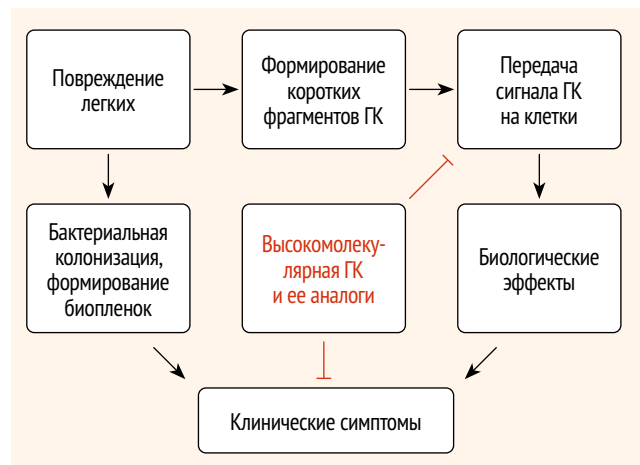 Повреждение
легких
Формирование
коротких
фрагментов ГК
Передача
сигнала ГК
на клетки
Бактериальная
колонизация,
формирование
биопленок
Высокомолеку-
лярная ГК
и ее аналоги
Биологические
эффекты
Клинические симптомы